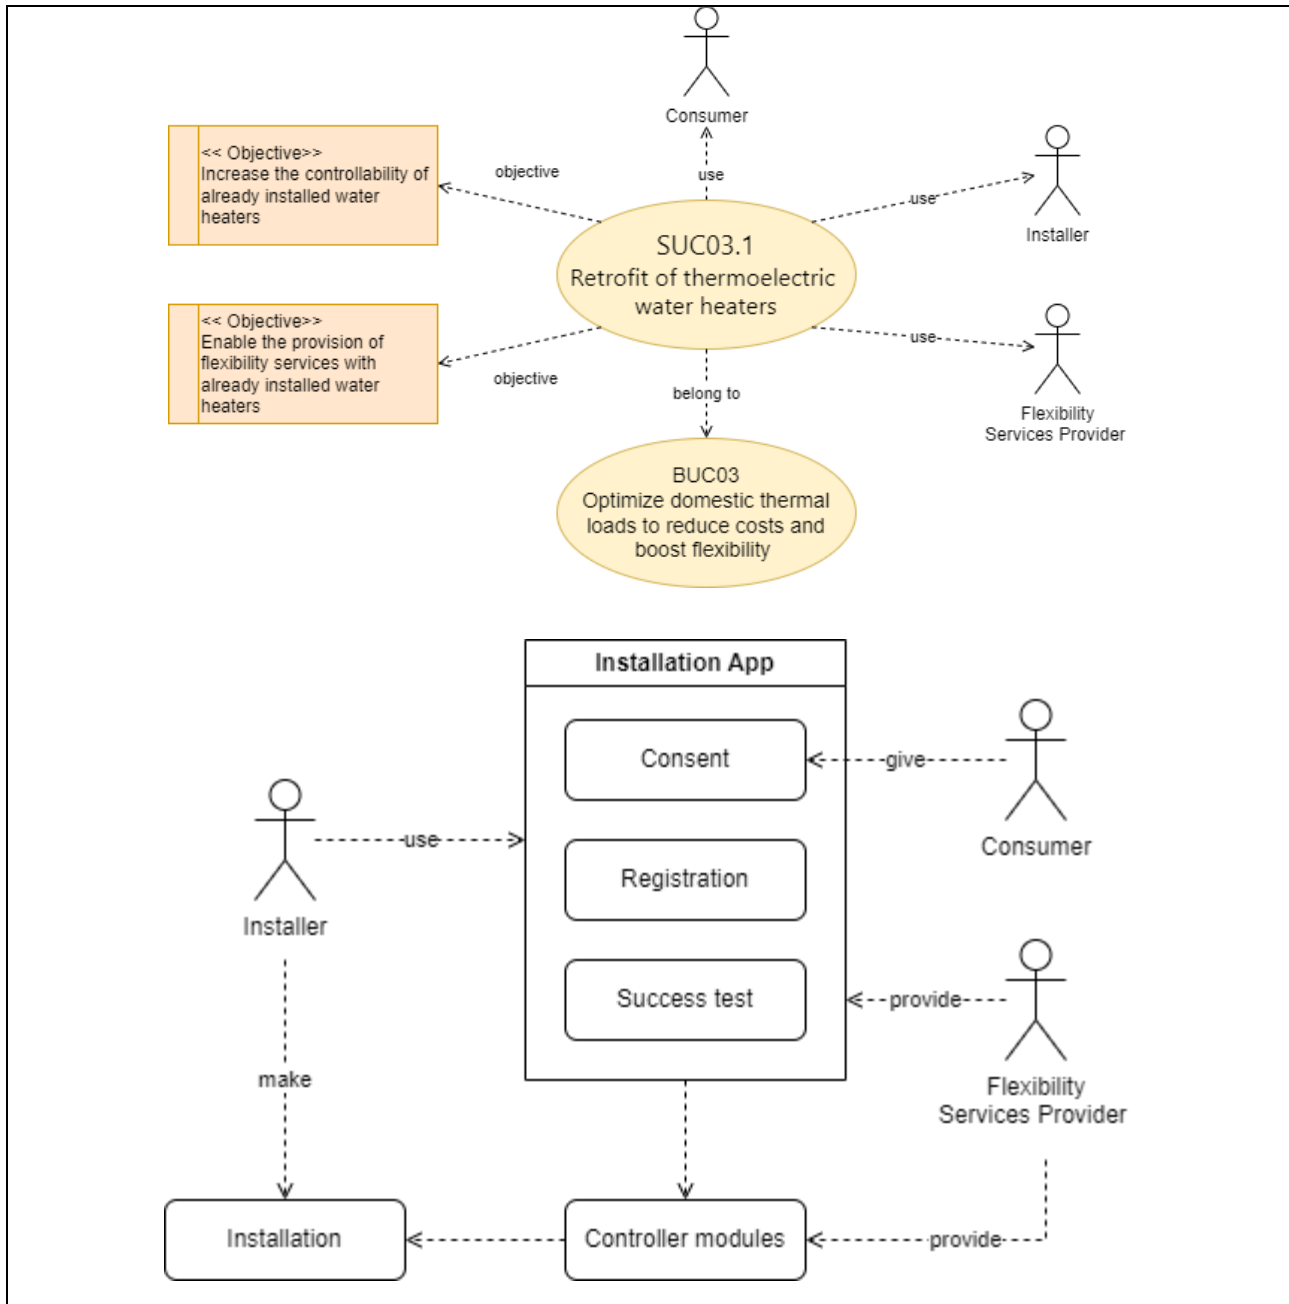 Consumer
<< Objective>>
Increase the controllability of
already installed water
heaters
objective
use
use
Installer
SUC03.1
Retrofit of thermoelectric
water heaters
<< Objective>>
Enable the provision of
flexibility services with
already installed water
heaters
objective
use
Flexibility
Services Provider
belong to
BUC03
Optimize domestic thermal
loads to reduce costs and
boost flexibility
Installation App
Consent
give
Consumer
use
Installer
Registration
Success test
provide
Flexibility
Services Provider
make
Installation
Controller modules
provide